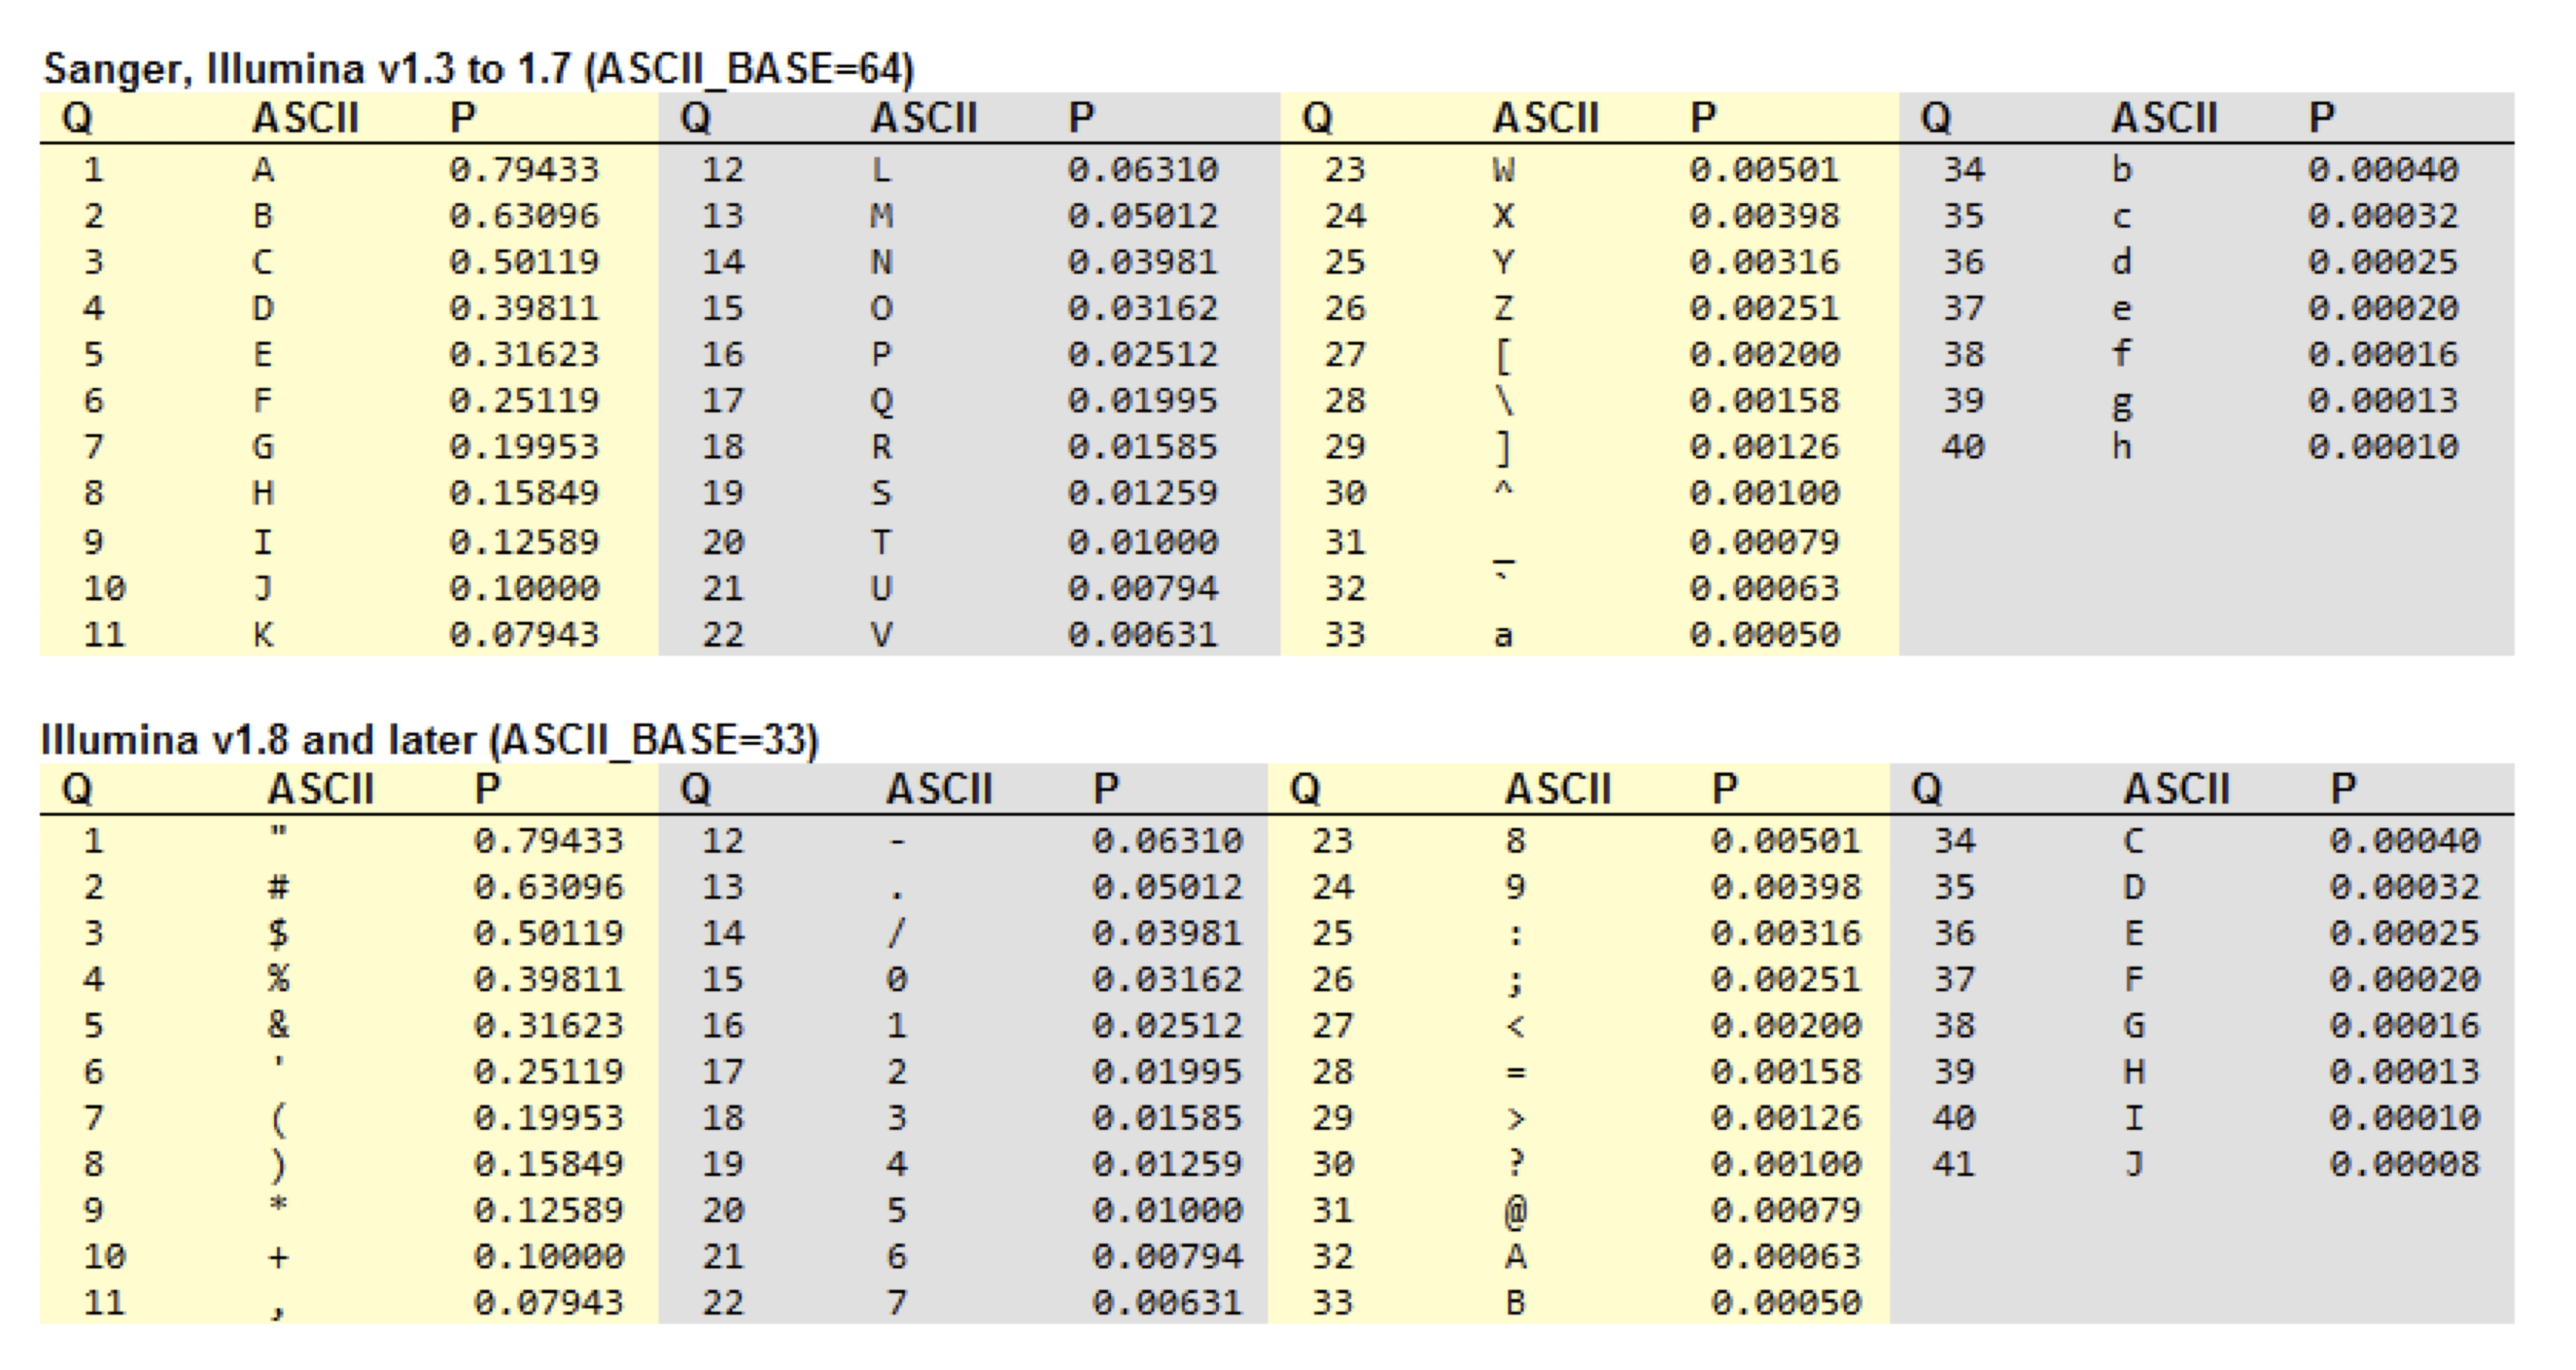 Sanger, Illumina v1.3 to 1.7 (ASCII_BASE=64)
Q ASCII P Q ASCII P Q ASCII P Q ASCII P
1 A 0.79433 12 L 0.06310 23 W 0.00501 34 b 0.00040
2 B 0.63096 13 M 0.05012 24 X 0.00398 35 c 0.00032
3 C 0.50119 14 N 0.03981 25 Y 0.00316 36 d 0.00025
4 D 0.39811 15 O 0.03162 26 Z 0.00251 37 e 0.00020
5 E 0.31623 16 P 0.02512 27 [ 0.00200 38 f 0.00016
6 F 0.25119 17 Q 0.01995 28 \ 0.00158 39 g 0.00013
7 G 0.19953 18 R 0.01585 29 ] 0.00126 40 h 0.00010
8 H 0.15849 19 S 0.01259 30 ^ 0.00100
9 I 0.12589 20 T 0.01000 31 _ 0.00079
10 J 0.10000 21 U 0.00794 32 ` 0.00063
11 K 0.07943 22 V 0.00631 33 a 0.00050
Illumina v1.8 and later (ASCII_BASE=33)
Q ASCII P Q ASCII P Q ASCII P Q ASCII P
1 " 0.79433 12 - 0.06310 23 8 0.00501 34 C 0.00040
2 # 0.63096 13 . 0.05012 24 9 0.00398 35 D 0.00032
3 $ 0.50119 14 / 0.03981 25 : 0.00316 36 E 0.00025
4 % 0.39811 15 0 0.03162 26 ; 0.00251 37 F 0.00020
5 & 0.31623 16 1 0.02512 27 < 0.00200 38 G 0.00016
6 ' 0.25119 17 2 0.01995 28 = 0.00158 39 H 0.00013
7 ( 0.19953 18 3 0.01585 29 > 0.00126 40 I 0.00010
8 ) 0.15849 19 4 0.01259 30 ? 0.00100 41 J 0.00008
9 * 0.12589 20 5 0.01000 31 @ 0.00079
10 + 0.10000 21 6 0.00794 32 A 0.00063
11 , 0.07943 22 7 0.00631 33 B 0.00050